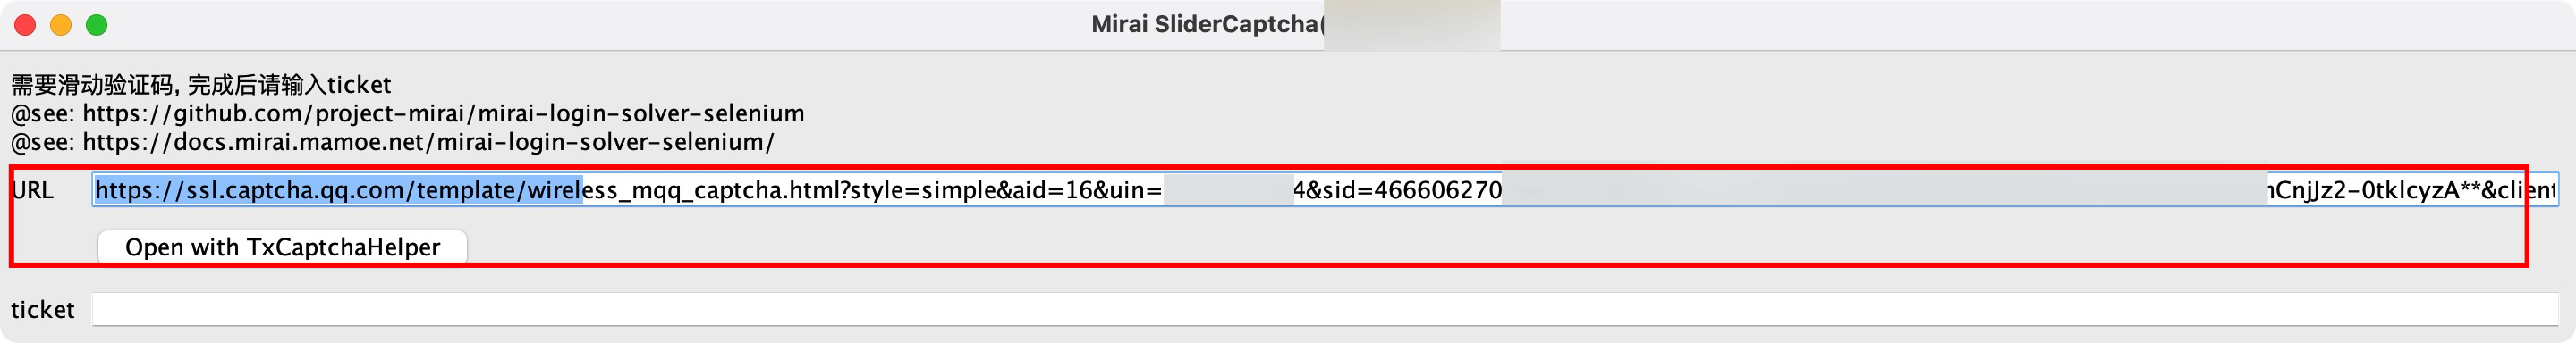 Mirai SliderCaptcha(
需要滑动验证码, 完成后请输入ticket
@see: https://github.com/project-mirai/mirai-login-solver-selenium
@see: https://docs.mirai.mamoe.net/mirai-login-solver-selenium/
URL https://ssl.captcha.qq.com/template/wireless_mqq_captcha.html?style=simple&aid=16&uin= 4&sid=466606270 CnjJz2-0tklcyzA**&client
Open with TxCaptchaHelper
ticket